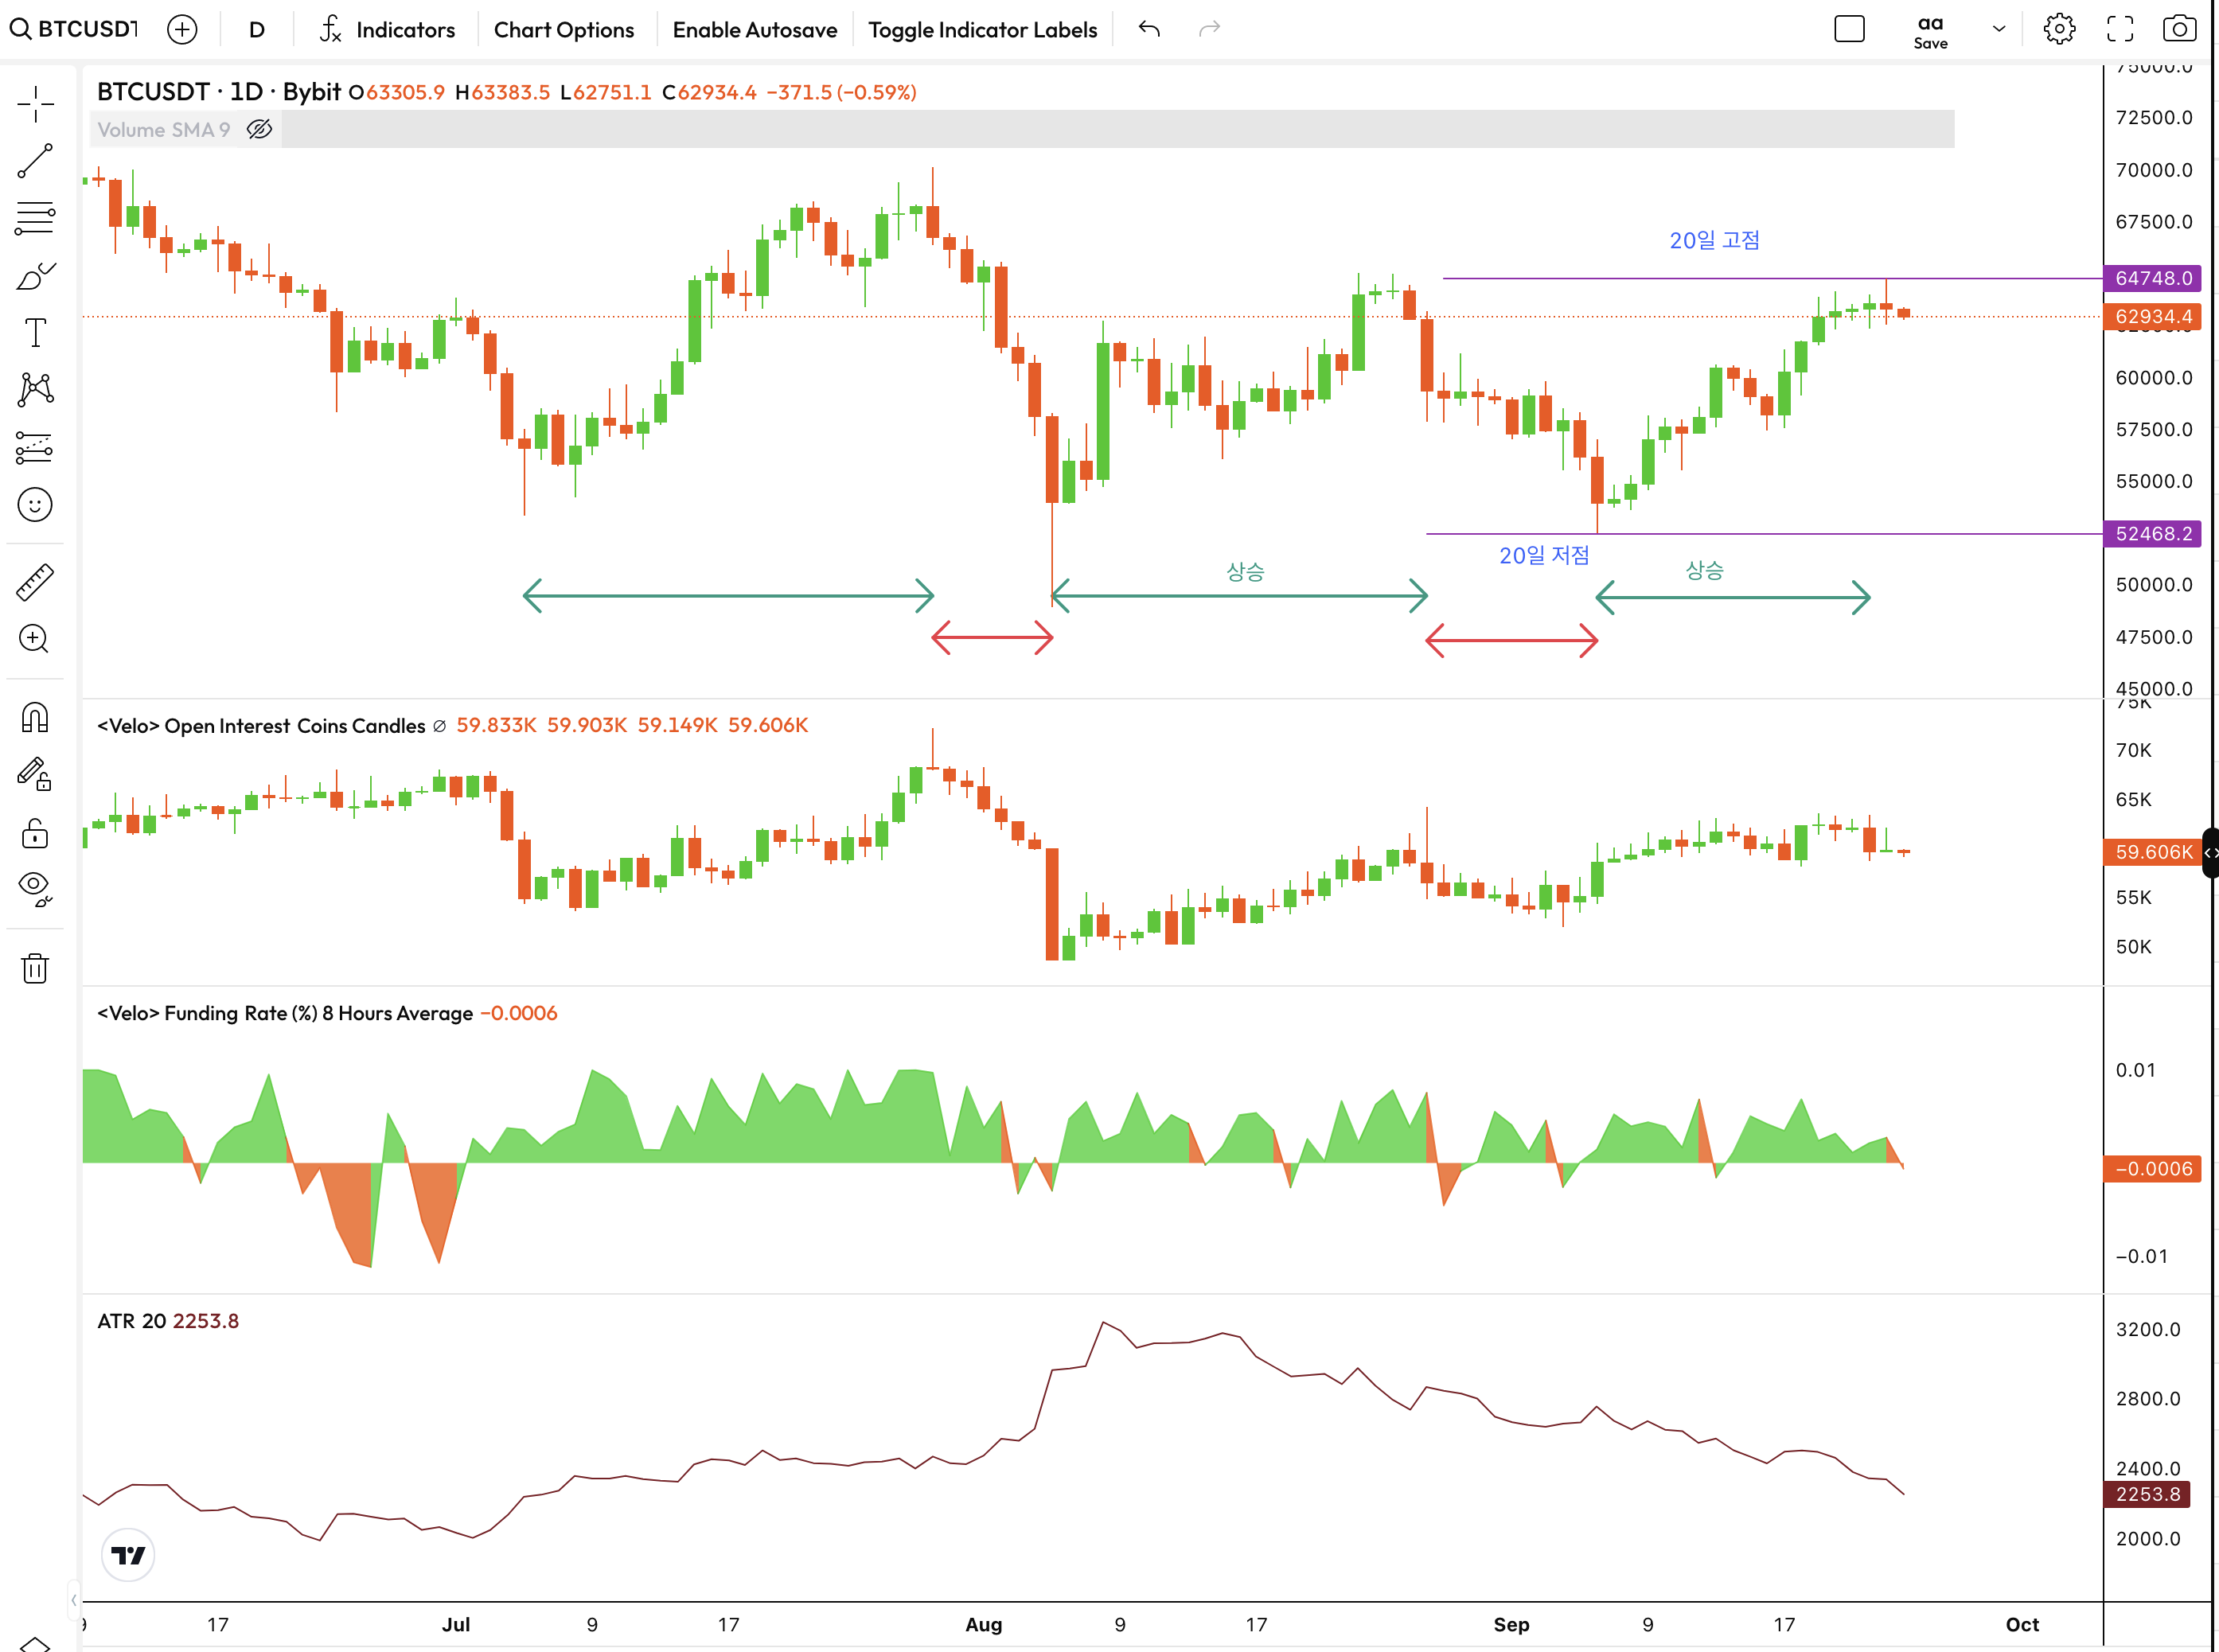 BTCUSDT
D
Indicators
Chart Options
Enable Autosave
Toggle Indicator Labels
aa
Save
BTCUSDT · 1D · Bybit O63305.9 H63383.5 L62751.1 C62934.4 −371.5 (−0.59%)
Volume SMA 9
75000.0
72500.0
70000.0
67500.0
20일 고점
64748.0
62934.4
60000.0
57500.0
55000.0
52468.2
20일 저점
상승
상승
50000.0
47500.0
45000.0
<Velo> Open Interest Coins Candles ∅ 59.833K 59.903K 59.149K 59.606K
75K
70K
65K
59.606K
55K
50K
<Velo> Funding Rate (%) 8 Hours Average −0.0006
0.01
−0.0006
−0.01
ATR 20 2253.8
3200.0
2800.0
2400.0
2253.8
2000.0
17 Jul 9 17 Aug 9 17 Sep 9 17 Oct